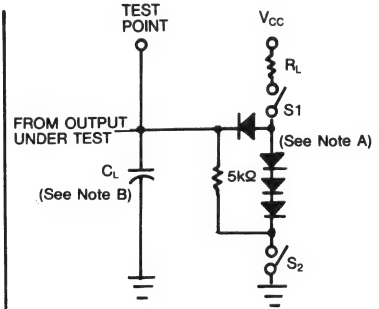 TEST
POINT
VCC
RL
S1
FROM OUTPUT
UNDER TEST
(See Note A)
CL
(See Note B)
5kΩ
S2